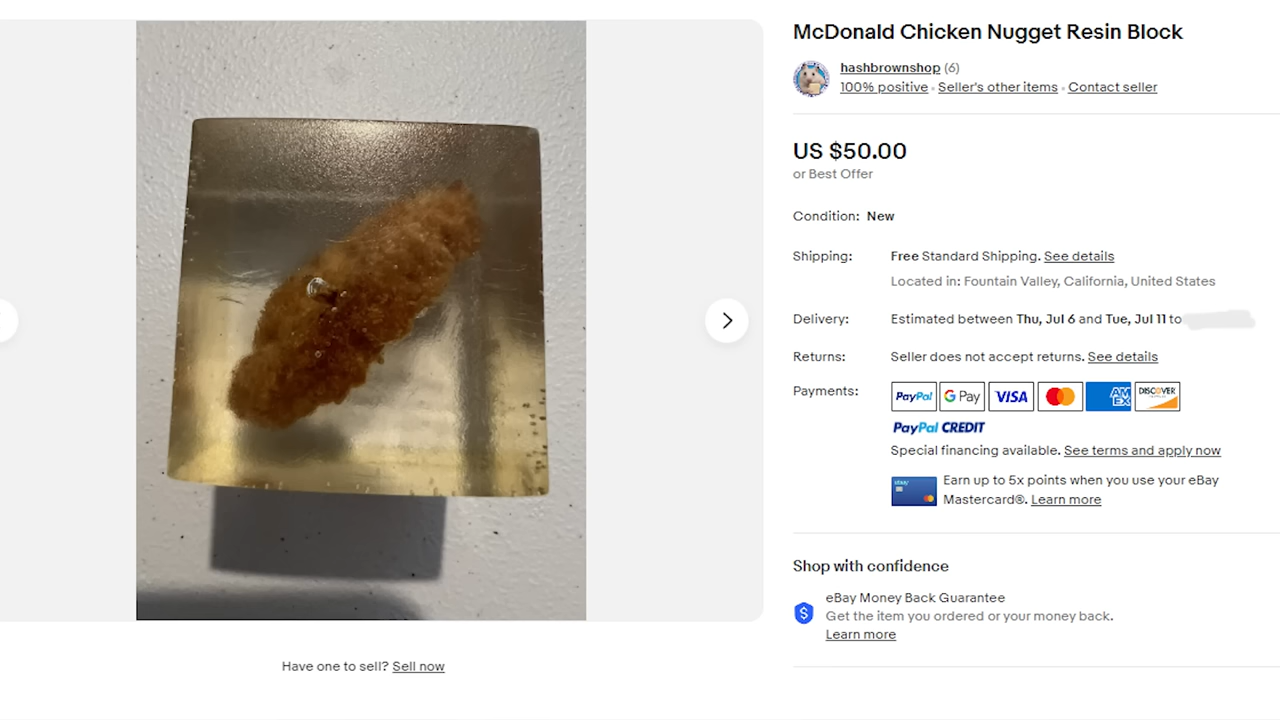 McDonald Chicken Nugget Resin Block
hashbrownshop (6)
100% positive • Seller's other items • Contact seller
US $50.00
or Best Offer
Condition: New
Shipping: Free Standard Shipping. See details
Located in: Fountain Valley, California, United States
Delivery: Estimated between Thu, Jul 6 and Tue, Jul 11 to
Returns: Seller does not accept returns. See details
Payments: PayPal G Pay VISA AMEX DISCOVER
PayPal CREDIT
Special financing available. See terms and apply now
ebay
Earn up to 5x points when you use your eBay
Mastercard®. Learn more
Shop with confidence
eBay Money Back Guarantee
$
Get the item you ordered or your money back.
Learn more
Have one to sell? Sell now